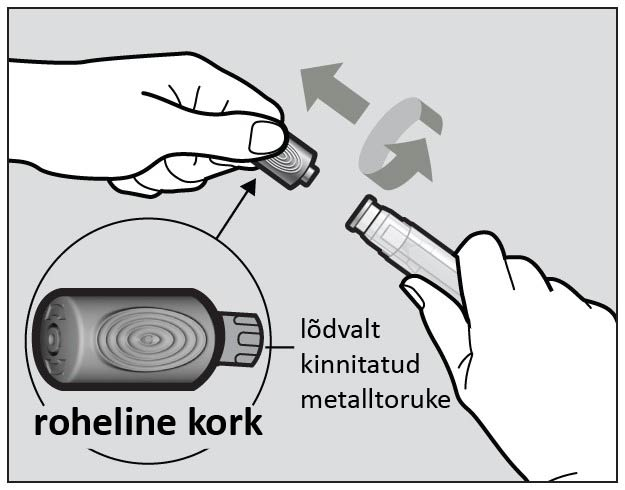 lõdvalt
kinnitatud
metalltoruke
roheline kork